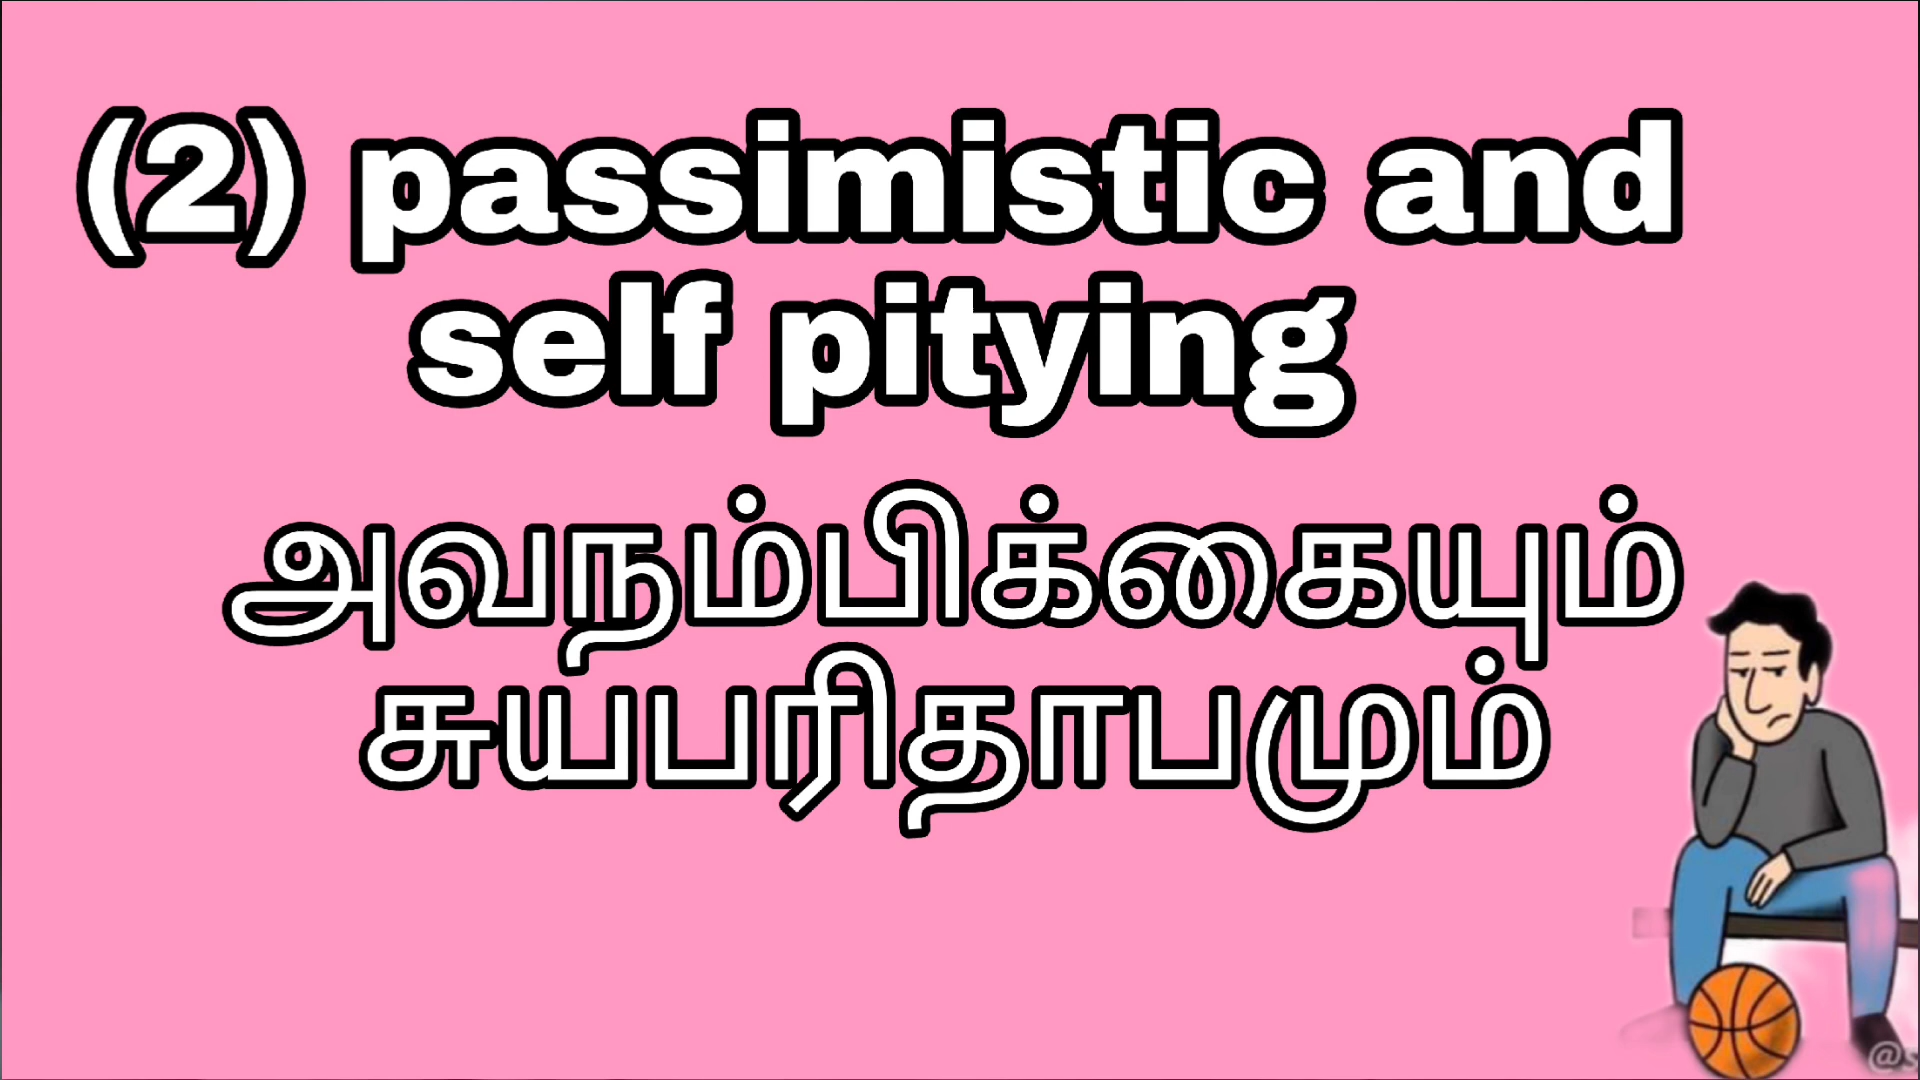 (2) passimistic and
self pitying
அவநம்பிக்கையும்
சுயபரிதாபமும்